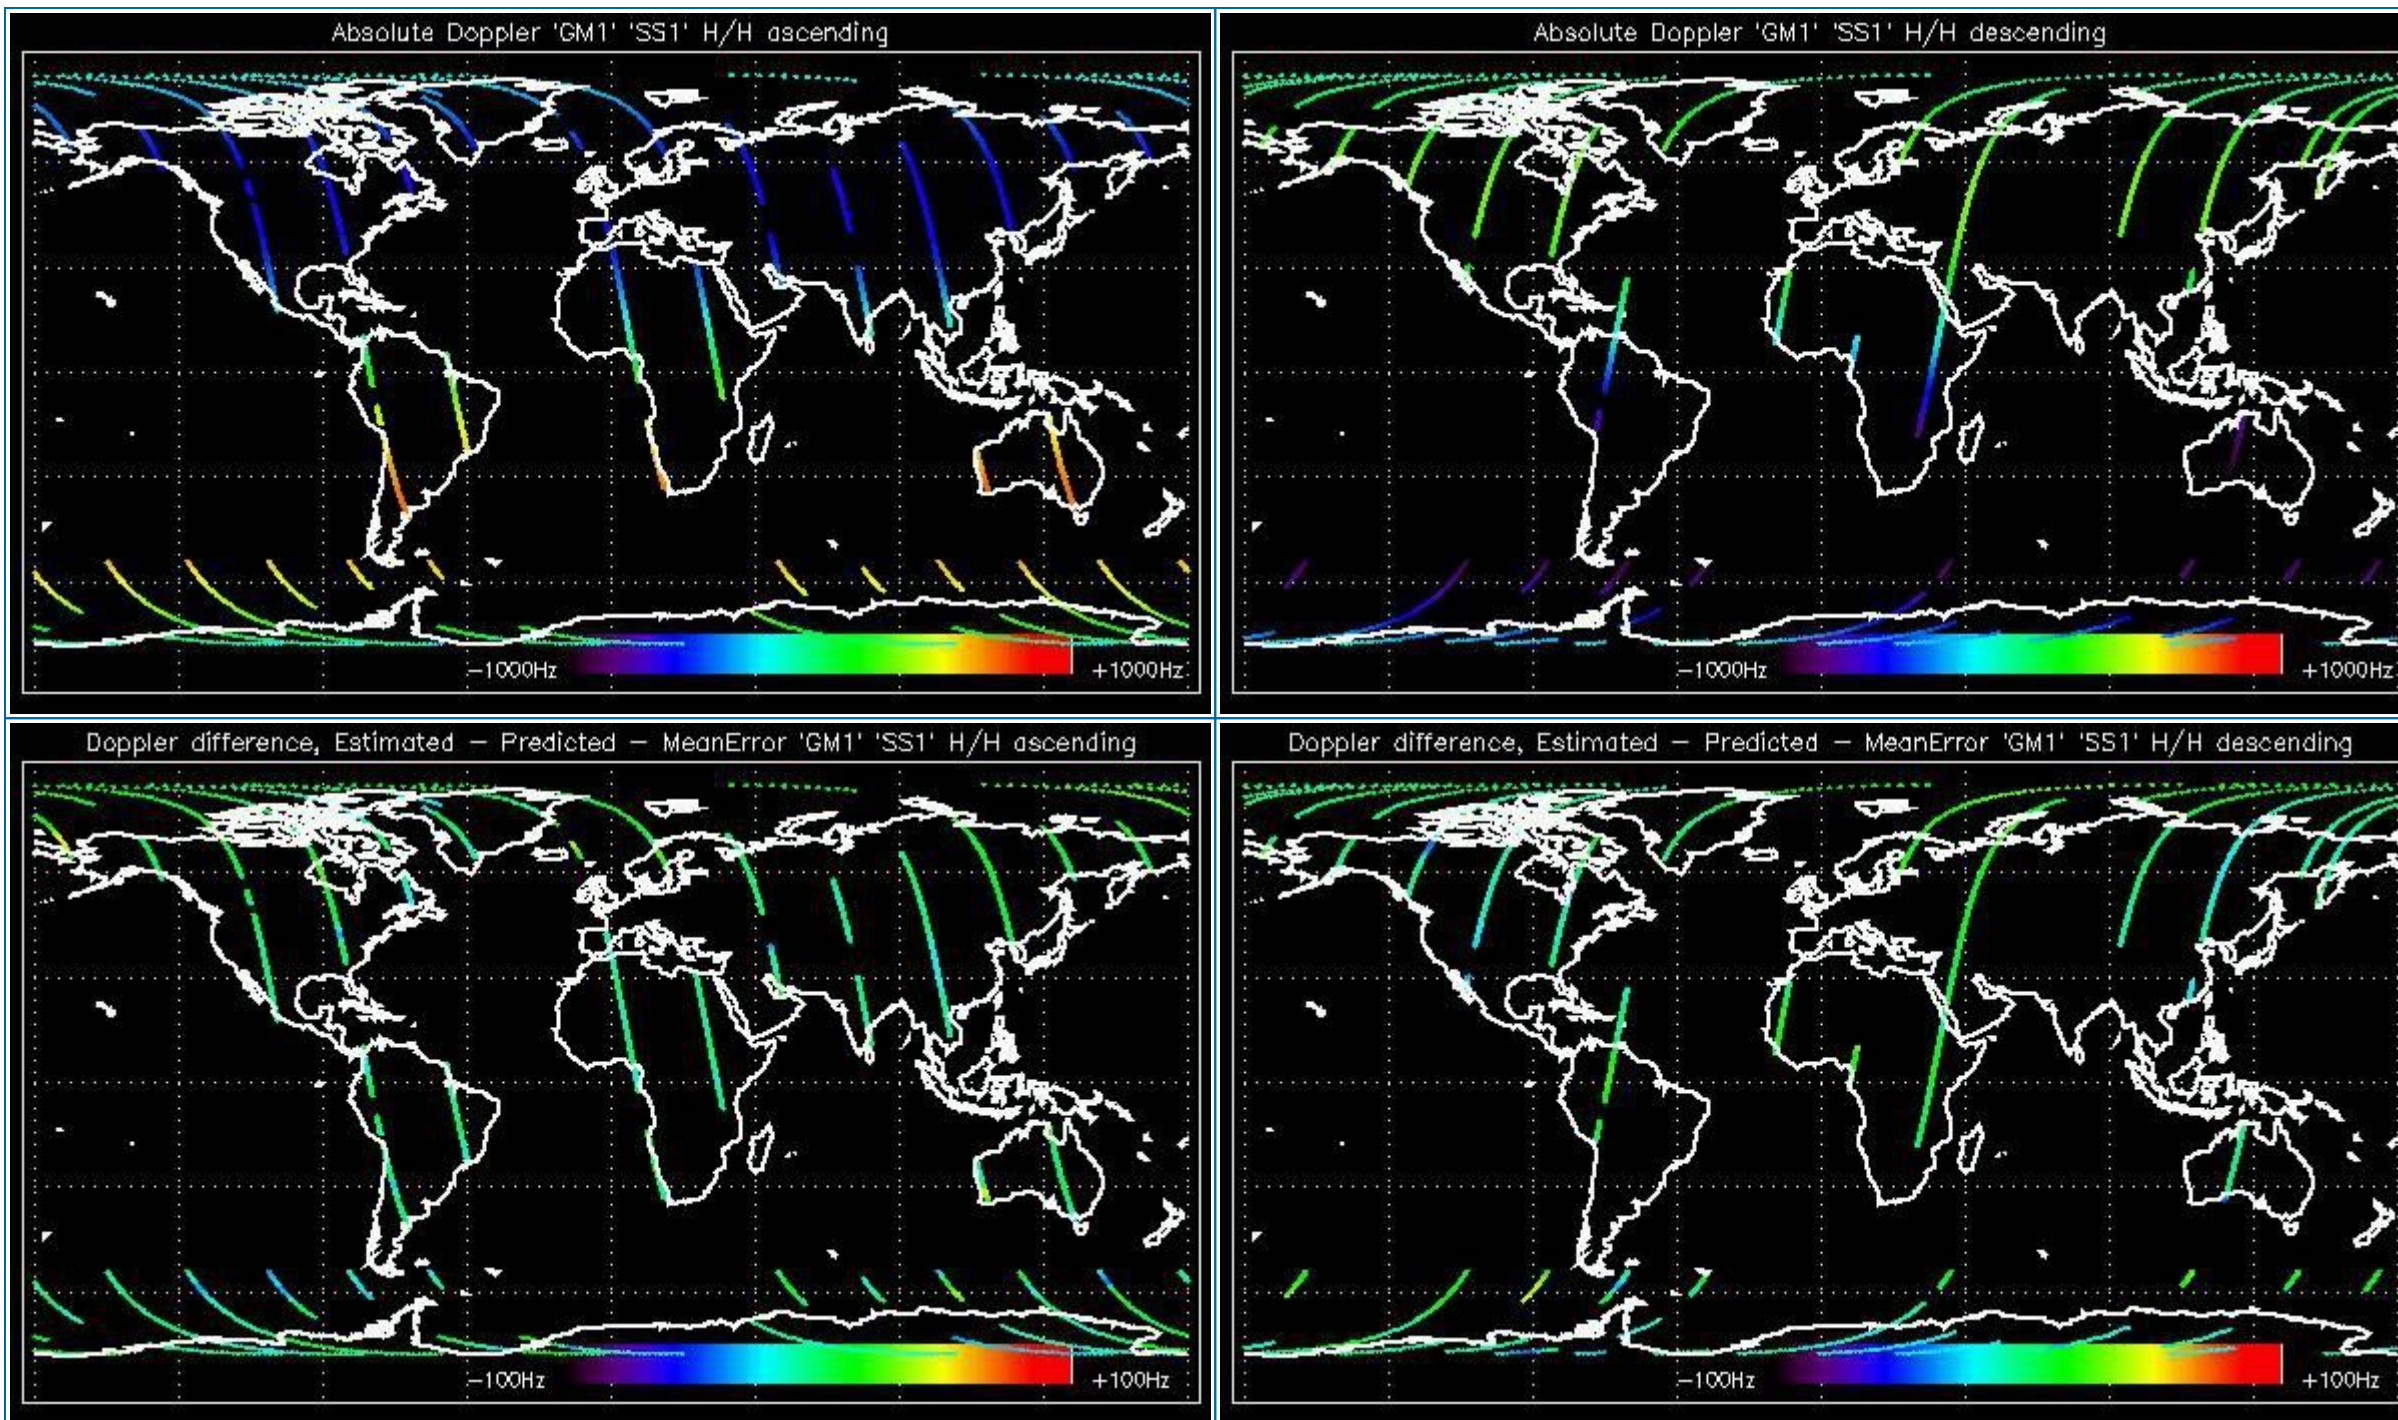 Absolute Doppler 'GM1' 'SS1' H/H ascending
-1000Hz
+1000Hz
Absolute Doppler 'GM1' 'SS1' H/H descending
-1000Hz
+1000Hz
Doppler difference, Estimated - Predicted - MeanError 'GM1' 'SS1' H/H ascending
-100Hz
+100Hz
Doppler difference, Estimated - Predicted - MeanError 'GM1' 'SS1' H/H descending
-100Hz
+100Hz